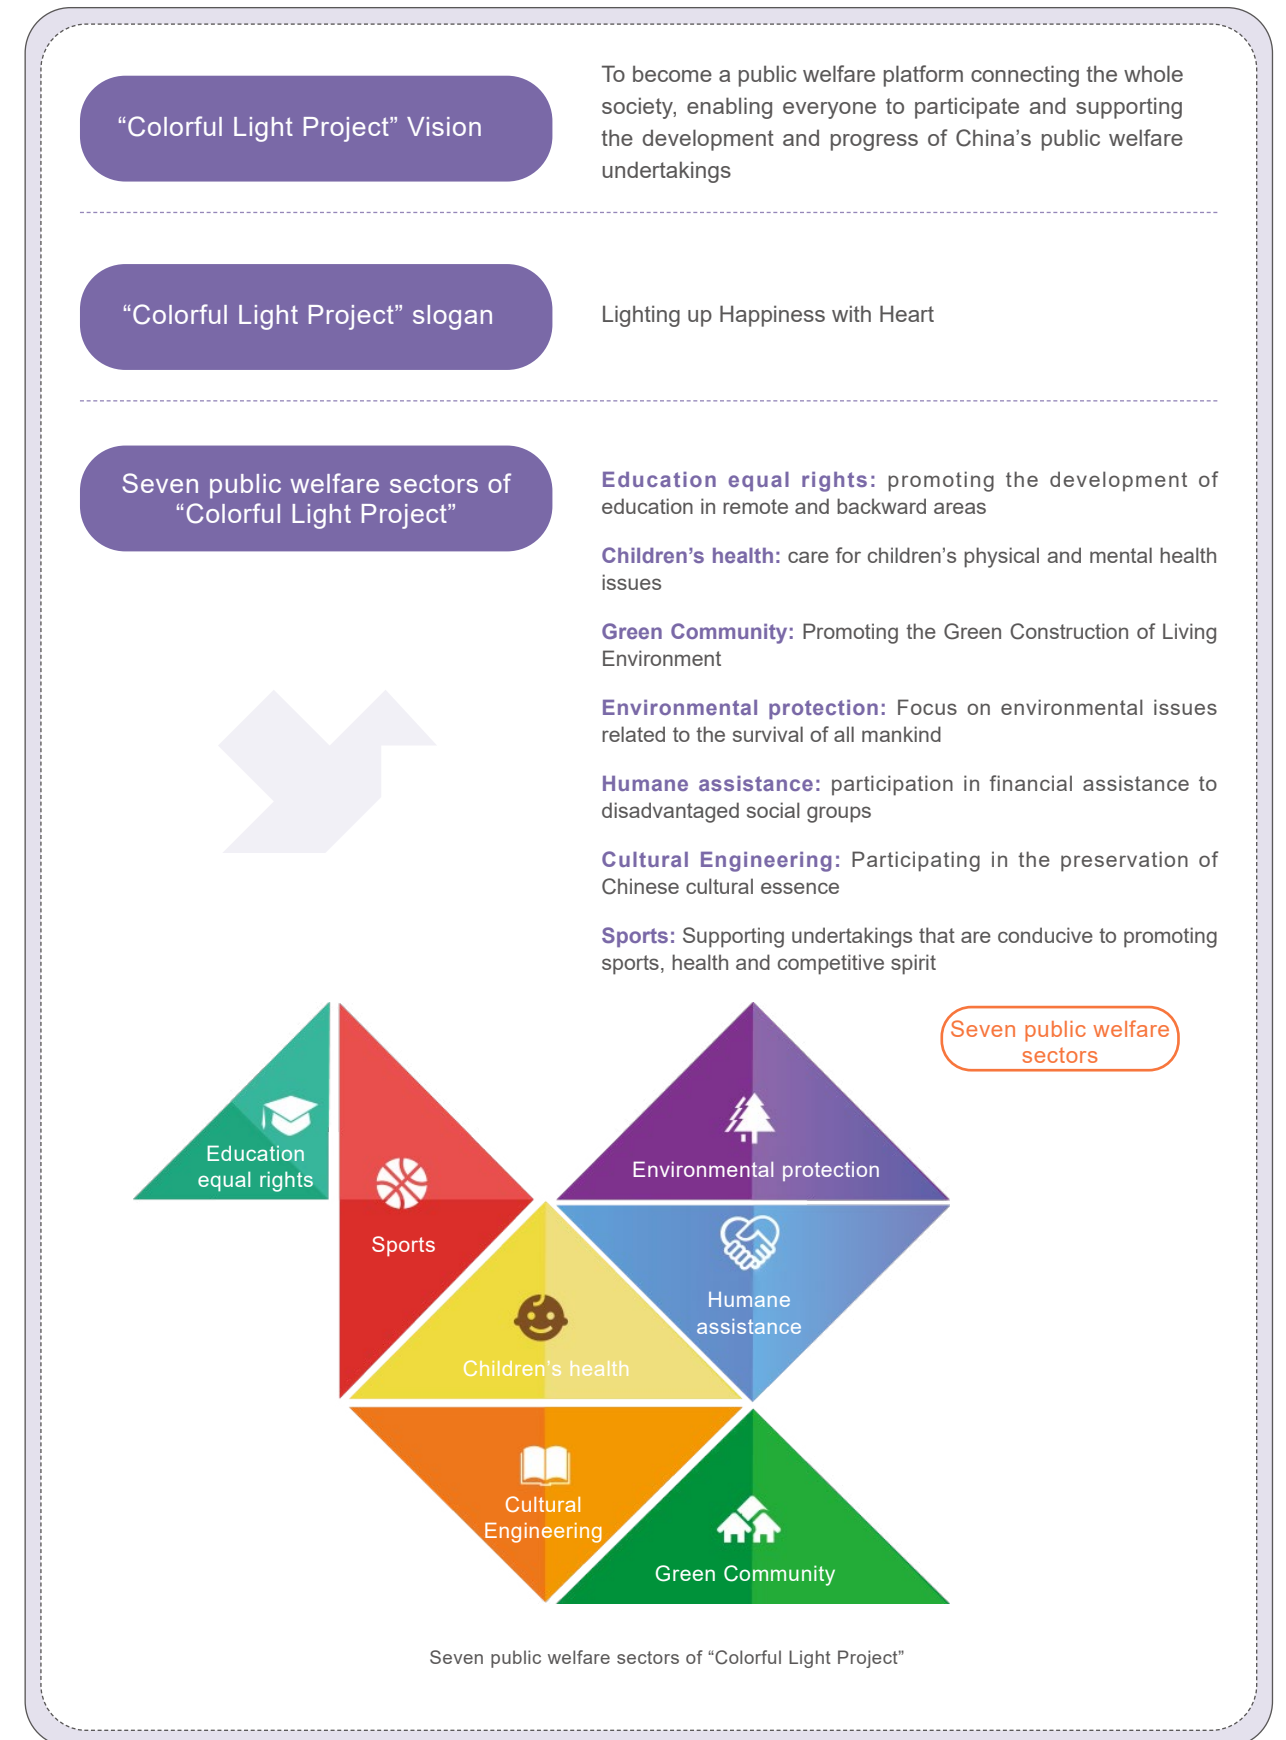 “Colorful Light Project” Vision
To become a public welfare platform connecting the whole
society, enabling everyone to participate and supporting
the development and progress of China’s public welfare
undertakings
“Colorful Light Project” slogan
Lighting up Happiness with Heart
Seven public welfare sectors of
“Colorful Light Project”
Education equal rights: promoting the development of
education in remote and backward areas
Children’s health: care for children’s physical and mental health
issues
Green Community: Promoting the Green Construction of Living
Environment
Environmental protection: Focus on environmental issues
related to the survival of all mankind
Humane assistance: participation in financial assistance to
disadvantaged social groups
Cultural Engineering: Participating in the preservation of
Chinese cultural essence
Sports: Supporting undertakings that are conducive to promoting
sports, health and competitive spirit
Seven public welfare
sectors
Education
equal rights
Sports
Environmental protection
Humane
assistance
Children’s health
Cultural
Engineering
Green Community
Seven public welfare sectors of “Colorful Light Project”